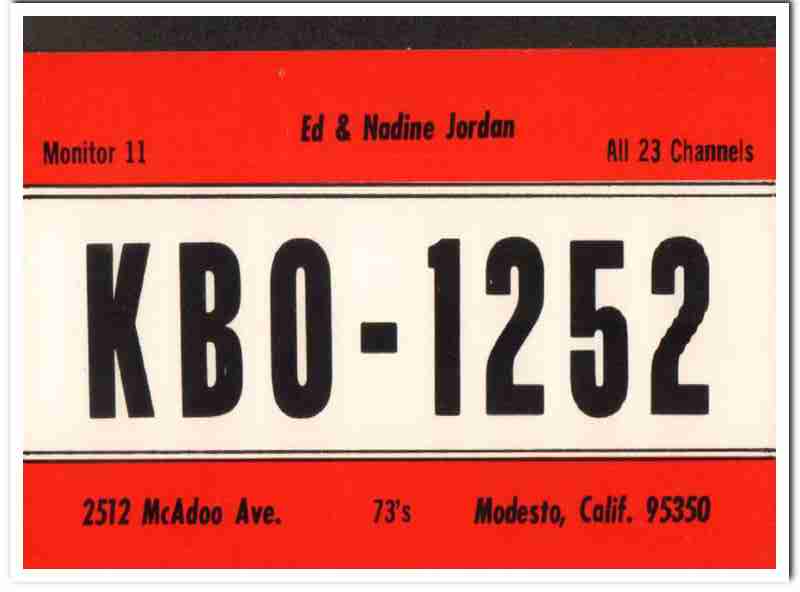 Ed & Nadine Jordan
Monitor 11
All 23 Channels
KBO-1252
2512 McAdoo Ave.
73's
Modesto, Calif. 95350